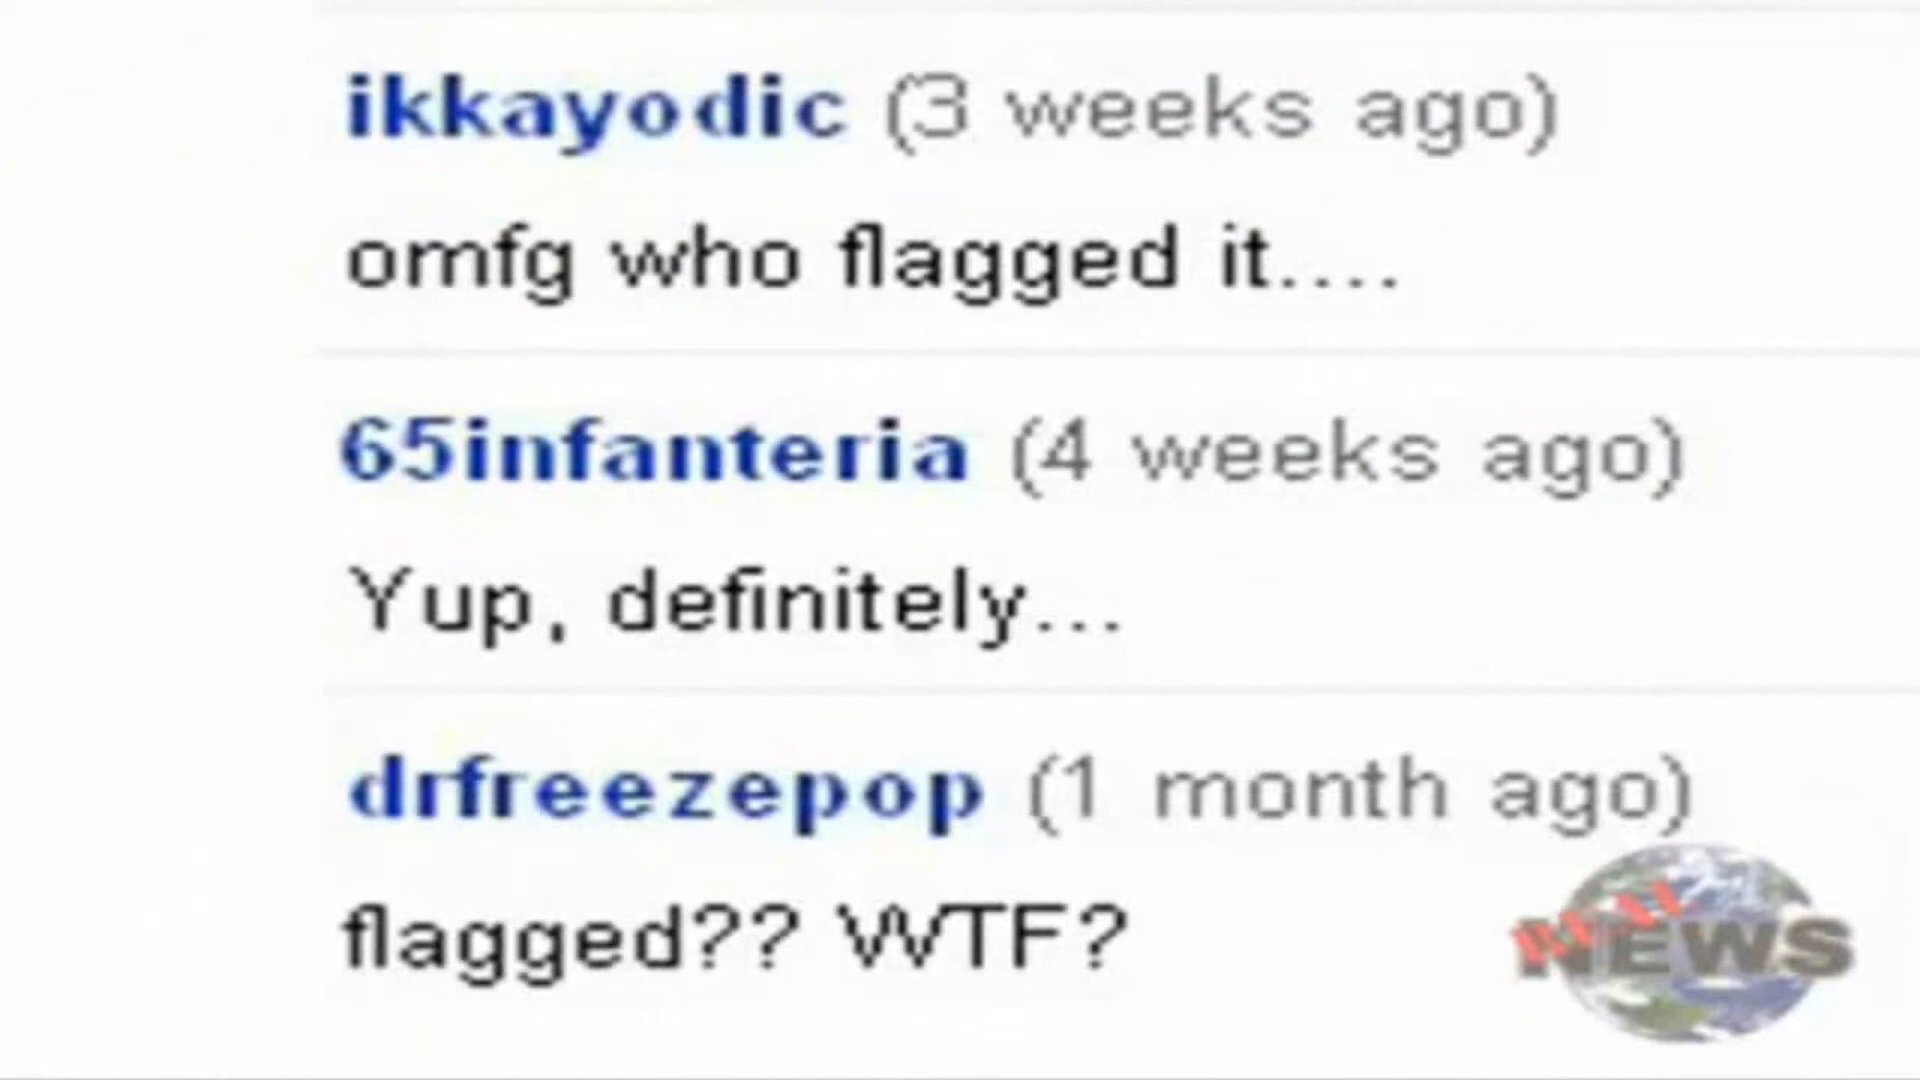 ikkayodic (3 weeks ago)
omfg who flagged it....
65infanteria (4 weeks ago)
Yup, definitely...
drfreezepop (1 month ago)
flagged?? WTF?
NEWS